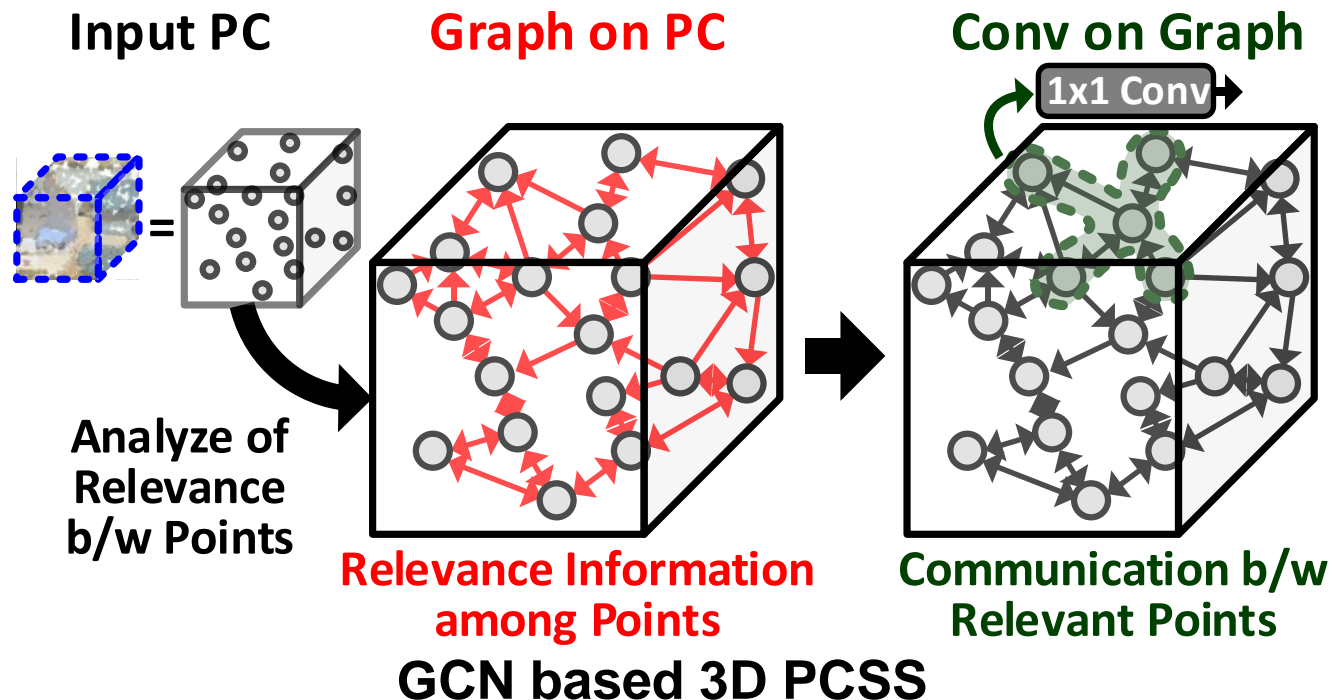 Input PC
Graph on PC
Conv on Graph
1x1 Conv
=
Analyze of
Relevance
b/w Points
Relevance Information
among Points
Communication b/w
Relevant Points
GCN based 3D PCSS